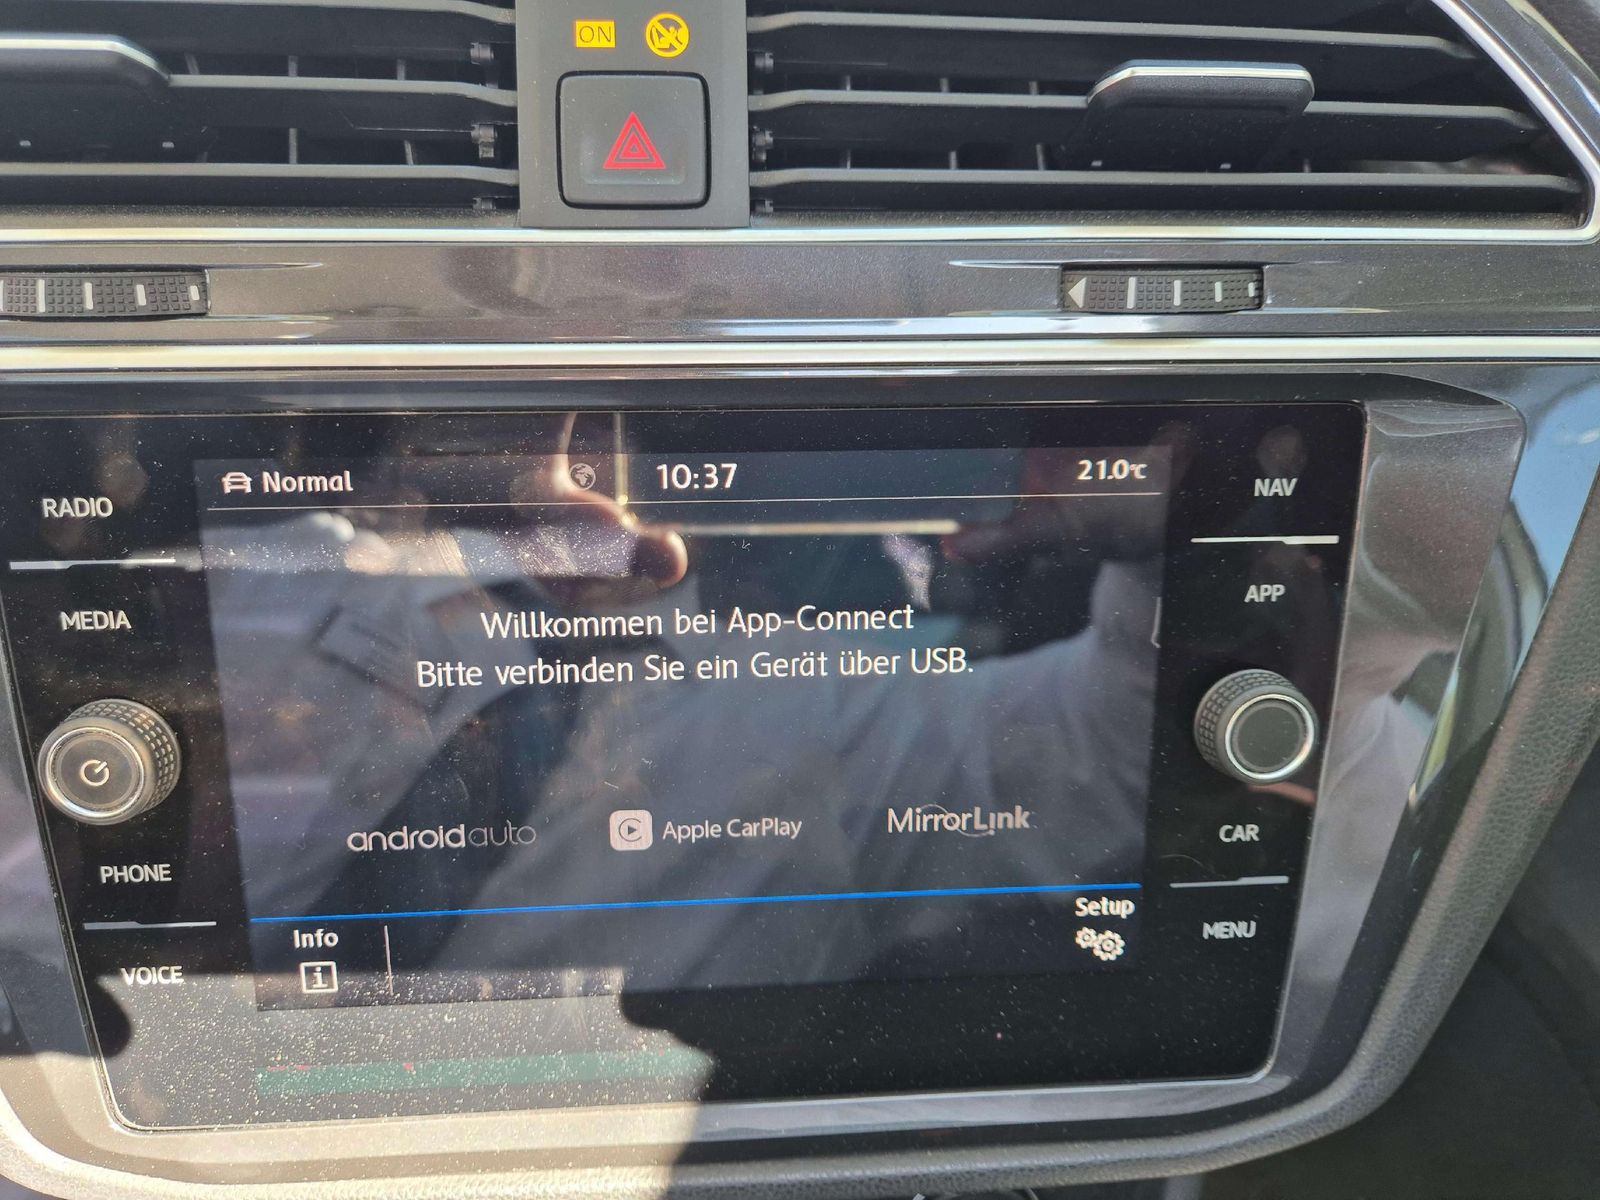 ON
RADIO
MEDIA
PHONE
VOICE
Normal
10:37
21.0°C
Willkommen bei App-Connect
Bitte verbinden Sie ein Gerät über USB.
androidauto
Apple CarPlay
MirrorLink
Info
i
Setup
NAV
APP
CAR
MENU